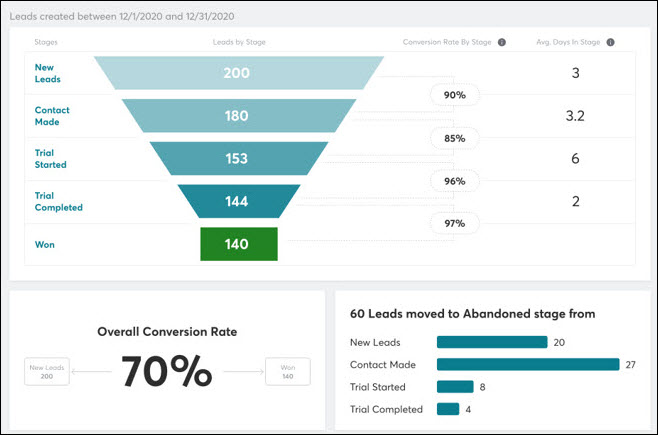 Leads created between 12/1/2020 and 12/31/2020
Stages Leads by Stage Conversion Rate By Stage i Avg. Days In Stage i
New
Leads
200
3
90%
Contact
Made
180
3.2
85%
Trial
Started
153
6
96%
Trial
Completed
144
2
97%
Won
140
Overall Conversion Rate
New Leads
200
70%
Won
140
60 Leads moved to Abandoned stage from
New Leads 20
Contact Made 27
Trial Started 8
Trial Completed 4